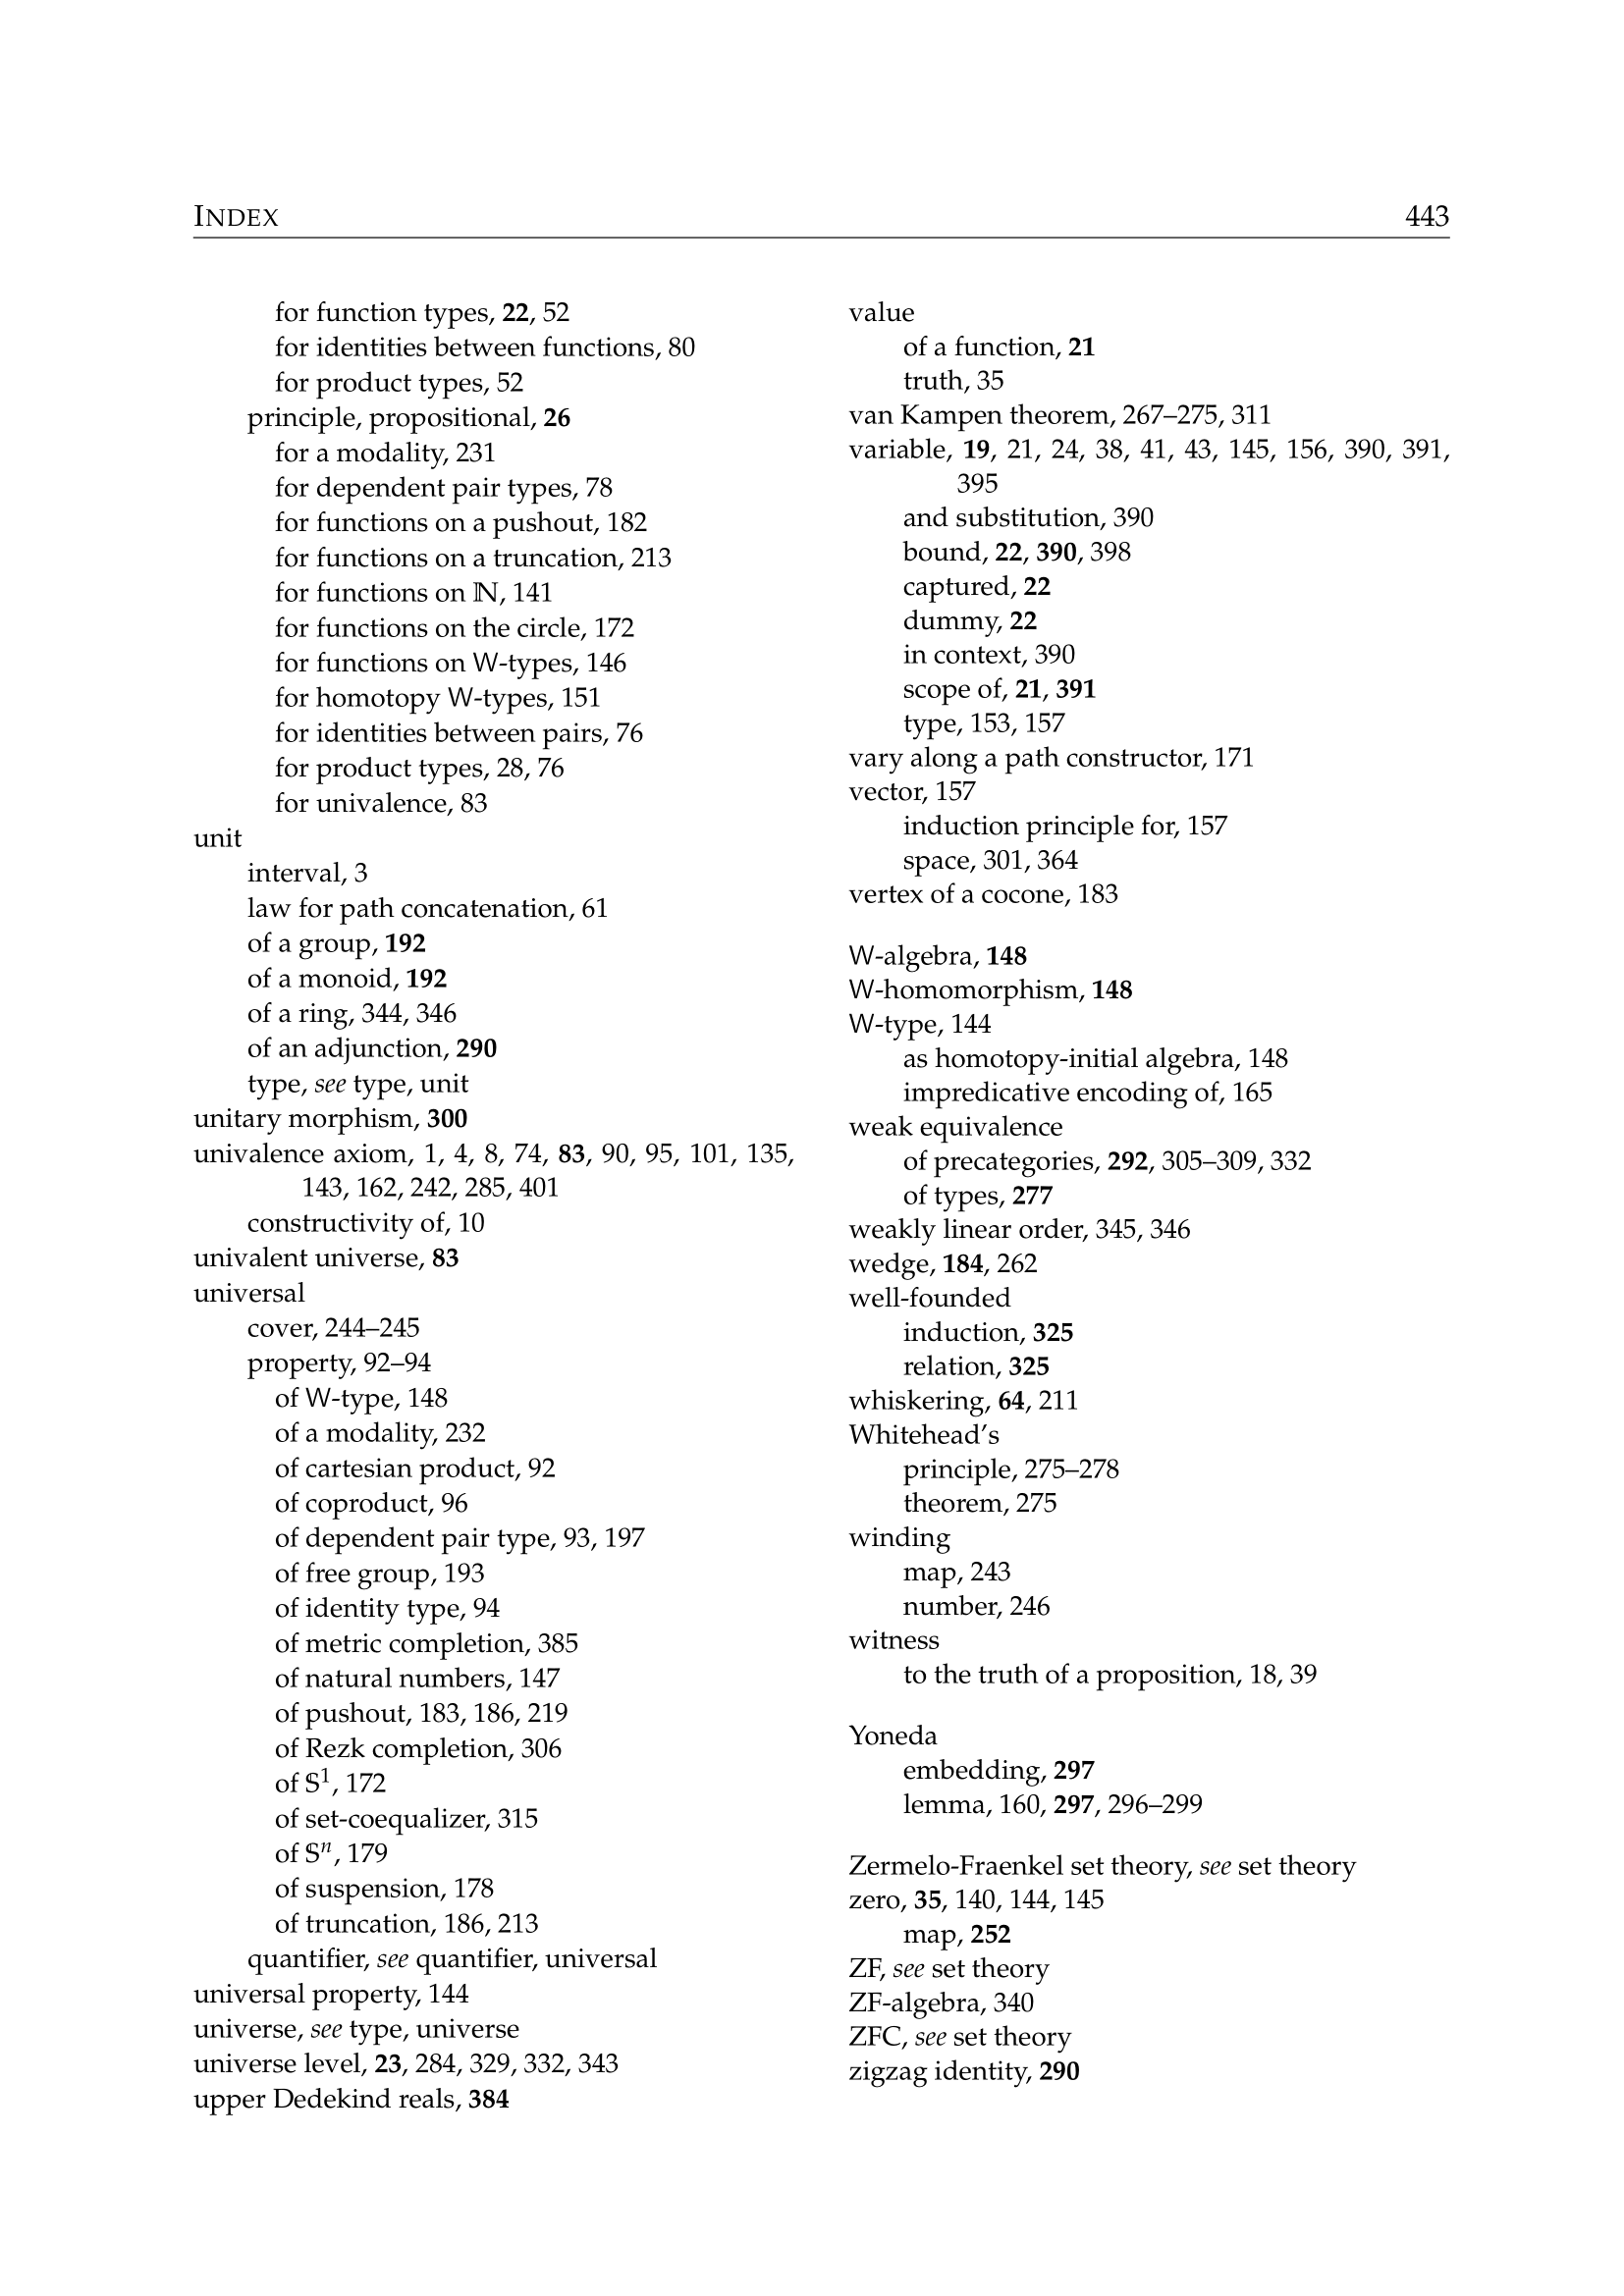 INDEX 443
for function types, 22, 52
for identities between functions, 80
for product types, 52
principle, propositional, 26
for a modality, 231
for dependent pair types, 78
for functions on a pushout, 182
for functions on a truncation, 213
for functions on ℕ, 141
for functions on the circle, 172
for functions on W-types, 146
for homotopy W-types, 151
for identities between pairs, 76
for product types, 28, 76
for univalence, 83
unit
interval, 3
law for path concatenation, 61
of a group, 192
of a monoid, 192
of a ring, 344, 346
of an adjunction, 290
type, see type, unit
unitary morphism, 300
univalence axiom, 1, 4, 8, 74, 83, 90, 95, 101, 135,
143, 162, 242, 285, 401
constructivity of, 10
univalent universe, 83
universal
cover, 244–245
property, 92–94
of W-type, 148
of a modality, 232
of cartesian product, 92
of coproduct, 96
of dependent pair type, 93, 197
of free group, 193
of identity type, 94
of metric completion, 385
of natural numbers, 147
of pushout, 183, 186, 219
of Rezk completion, 306
of 𝕊¹, 172
of set-coequalizer, 315
of 𝕊ⁿ, 179
of suspension, 178
of truncation, 186, 213
quantifier, see quantifier, universal
universal property, 144
universe, see type, universe
universe level, 23, 284, 329, 332, 343
upper Dedekind reals, 384
value
of a function, 21
truth, 35
van Kampen theorem, 267–275, 311
variable, 19, 21, 24, 38, 41, 43, 145, 156, 390, 391,
395
and substitution, 390
bound, 22, 390, 398
captured, 22
dummy, 22
in context, 390
scope of, 21, 391
type, 153, 157
vary along a path constructor, 171
vector, 157
induction principle for, 157
space, 301, 364
vertex of a cocone, 183
W-algebra, 148
W-homomorphism, 148
W-type, 144
as homotopy-initial algebra, 148
impredicative encoding of, 165
weak equivalence
of precategories, 292, 305–309, 332
of types, 277
weakly linear order, 345, 346
wedge, 184, 262
well-founded
induction, 325
relation, 325
whiskering, 64, 211
Whitehead’s
principle, 275–278
theorem, 275
winding
map, 243
number, 246
witness
to the truth of a proposition, 18, 39
Yoneda
embedding, 297
lemma, 160, 297, 296–299
Zermelo-Fraenkel set theory, see set theory
zero, 35, 140, 144, 145
map, 252
ZF, see set theory
ZF-algebra, 340
ZFC, see set theory
zigzag identity, 290